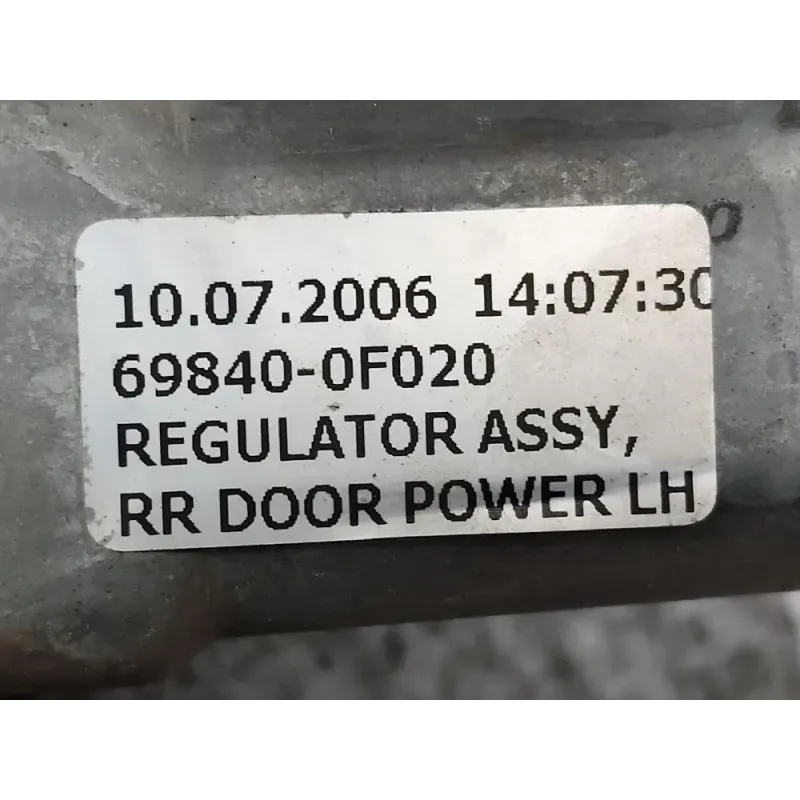 10.07.2006 14:07:30
69840-0F020
REGULATOR ASSY,
RR DOOR POWER LH